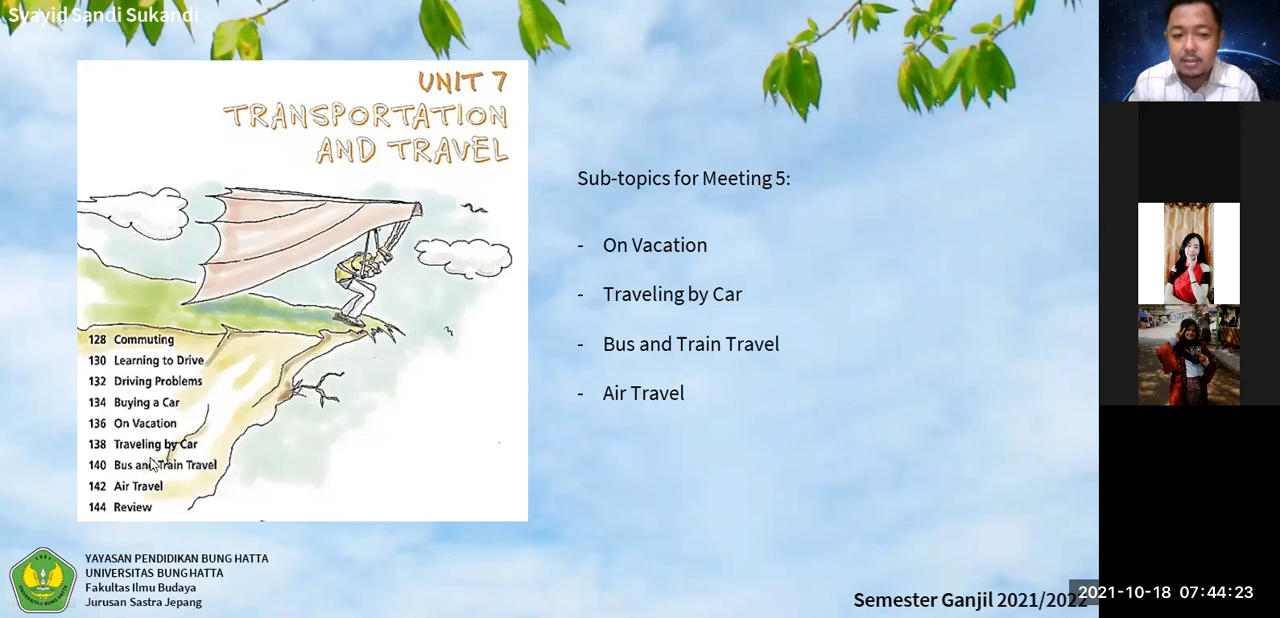 Syayid Sandi Sukandi
UNIT 7
TRANSPORTATION
AND TRAVEL
128 Commuting
130 Learning to Drive
132 Driving Problems
134 Buying a Car
136 On Vacation
138 Traveling by Car
140 Bus and Train Travel
142 Air Travel
144 Review
Sub-topics for Meeting 5:
- On Vacation
- Traveling by Car
- Bus and Train Travel
- Air Travel
YAYASAN PENDIDIKAN BUNG HATTA
UNIVERSITAS BUNG HATTA
Fakultas Ilmu Budaya
Jurusan Sastra Jepang
Semester Ganjil 2021/2022
2021-10-18 07:44:23